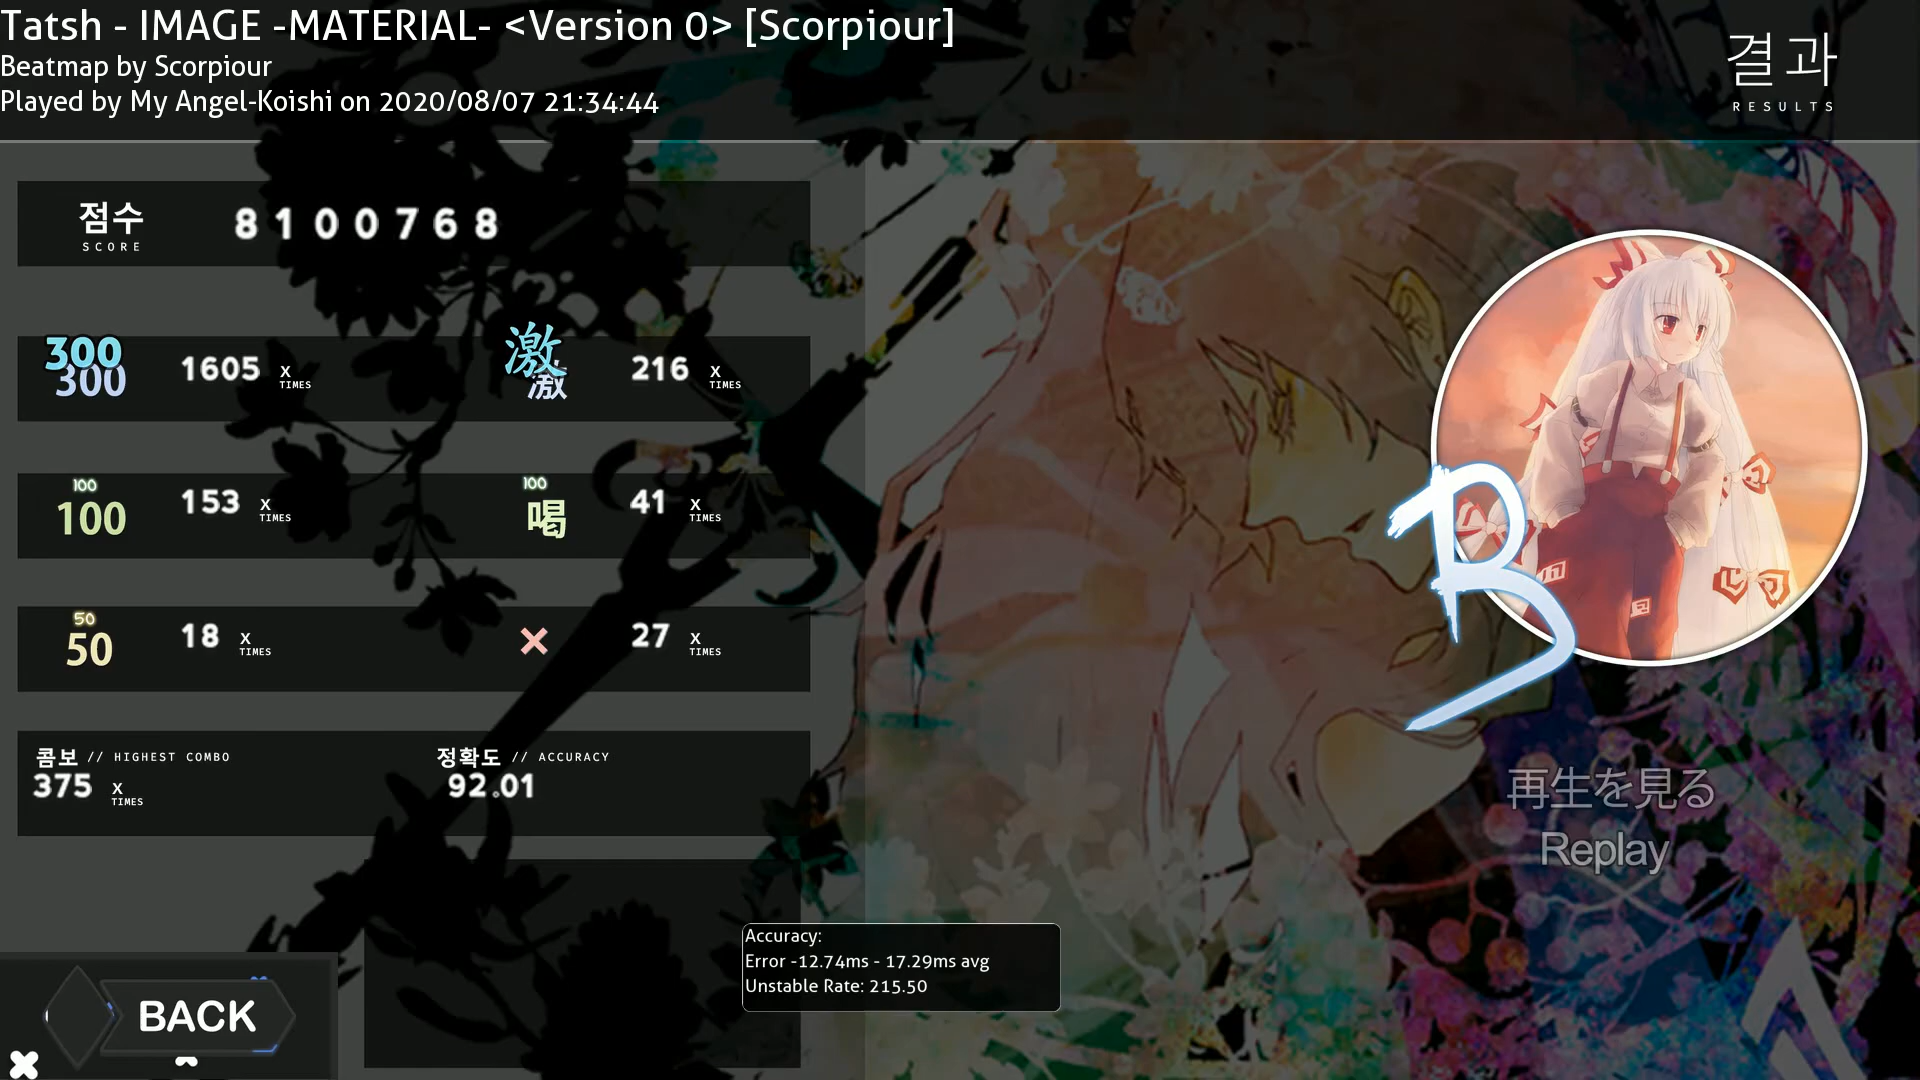 Tatsh - IMAGE -MATERIAL- <Version 0> [Scorpiour]
Beatmap by Scorpiour
Played by My Angel-Koishi on 2020/08/07 21:34:44
결과
RESULTS
점수
SCORE
8100768
300
300
1605 X TIMES
激
激
216 X TIMES
100
100
153 X TIMES
100
喝
41 X TIMES
50
50
18 X TIMES
27 X TIMES
콤보 // HIGHEST COMBO
375 X TIMES
정확도 // ACCURACY
92.01
B
再生を見る
Replay
Accuracy:
Error -12.74ms - 17.29ms avg
Unstable Rate: 215.50
BACK